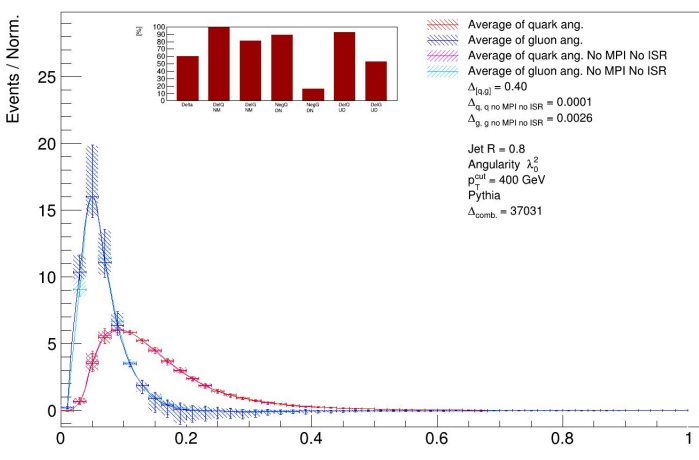 Events / Norm.
25
20
15
10
5
0
0
0.2
0.4
0.6
0.8
1
[%]
100
90
80
70
60
50
40
30
20
10
0
Delta
DefQ
NM
DefG
NM
NegQ
DN
NegG
DN
DefQ
UD
DefG
UD
Average of quark ang.
Average of gluon ang.
Average of quark ang. No MPI No ISR
Average of gluon ang. No MPI No ISR
Δ[q,g] = 0.40
Δq, q no MPI no ISR = 0.0001
Δg, g no MPI no ISR = 0.0026
Jet R = 0.8
Angularity λ₀²
pTcut = 400 GeV
Pythia
Δcomb. = 37031